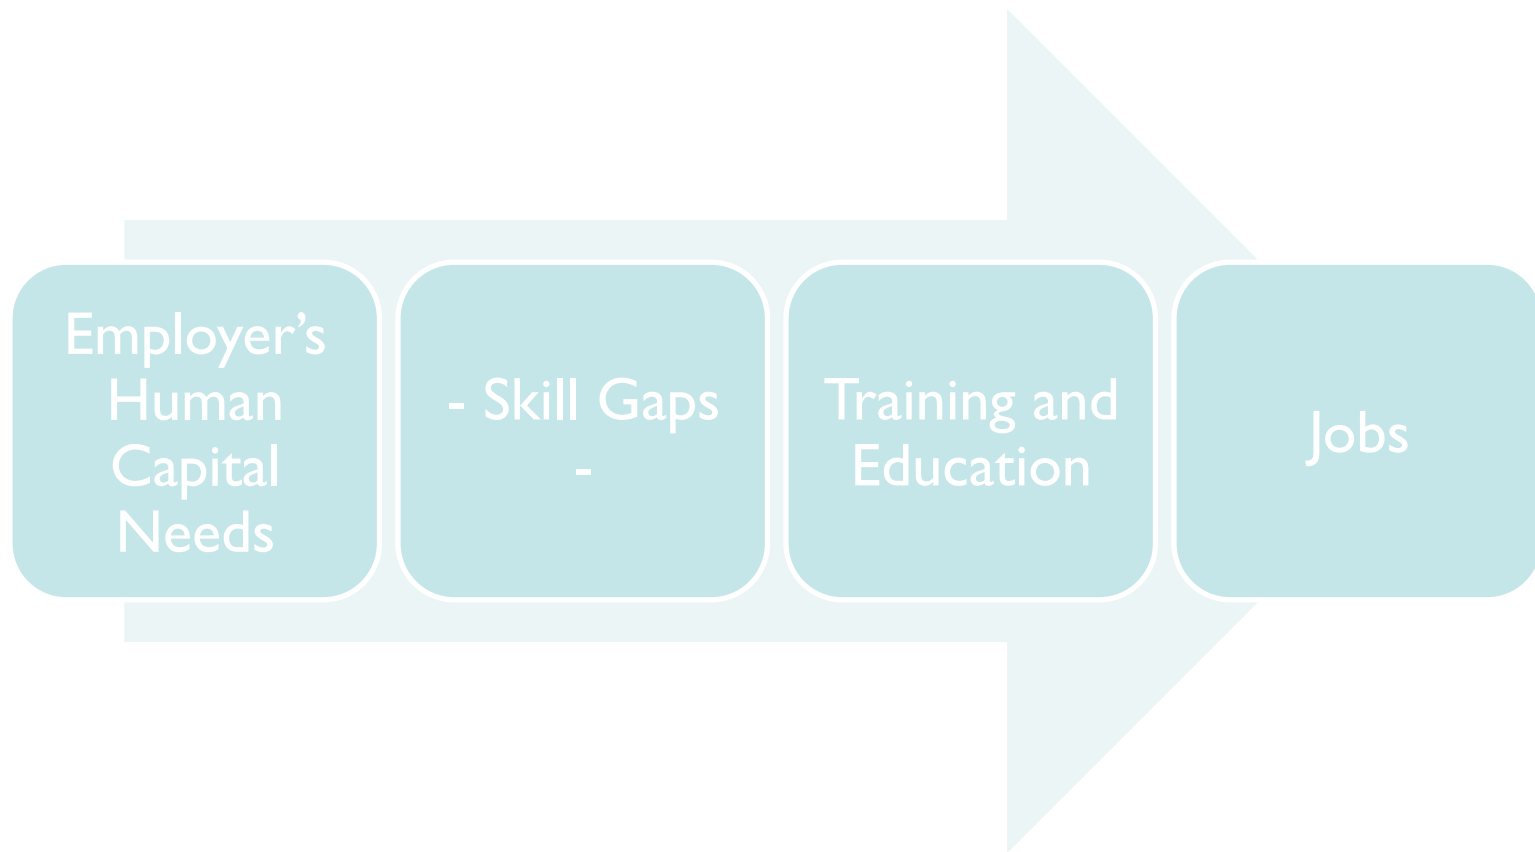 Employer’s
Human
Capital
Needs
- Skill Gaps
-
Training and
Education
Jobs